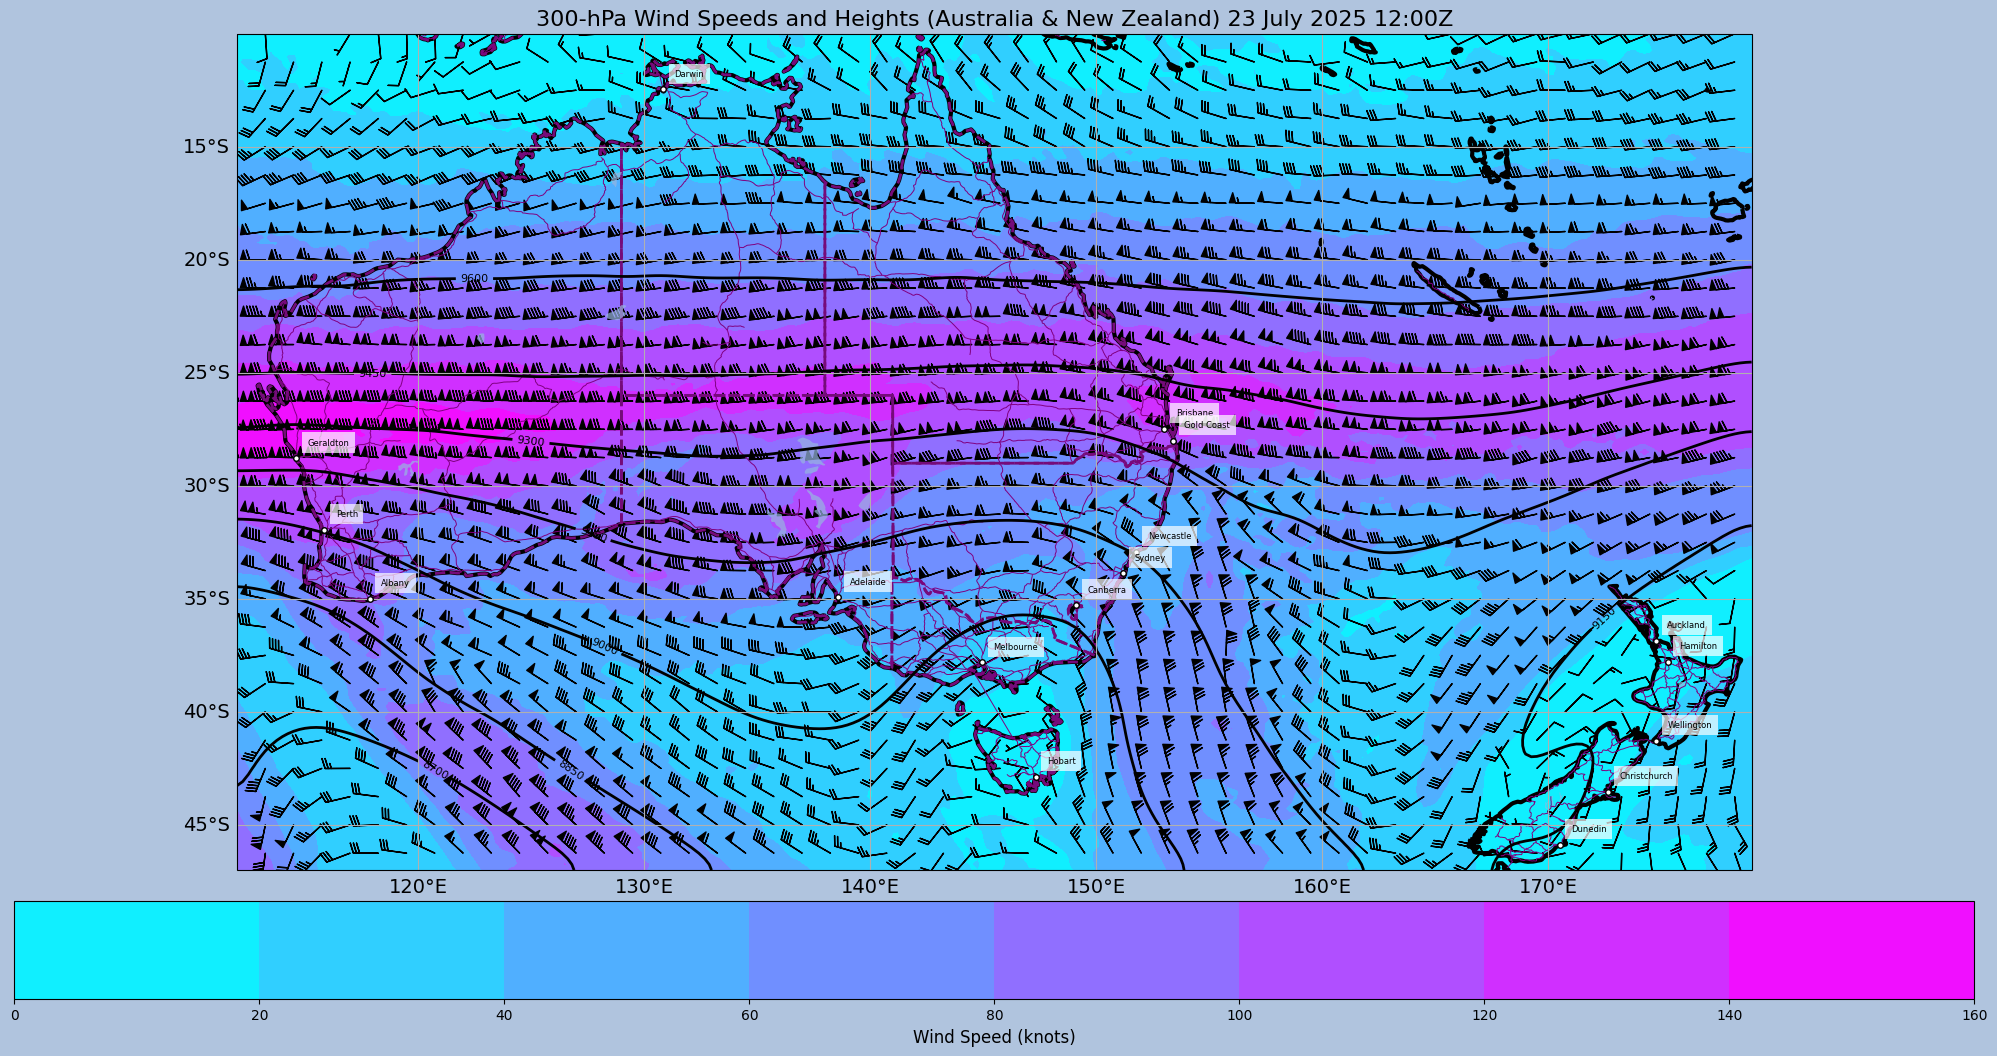 300-hPa Wind Speeds and Heights (Australia & New Zealand) 23 July 2025 12:00Z
Darwin
15°S
20°S
9600
25°S
9450
Brisbane
Gold Coast
9300
Geraldton
30°S
Perth
Newcastle
Sydney
Albany
Adelaide
Canberra
35°S
9150
Auckland
Hamilton
9000
Melbourne
40°S
Wellington
Hobart
8700
8850
Christchurch
45°S
Dunedin
120°E
130°E
140°E
150°E
160°E
170°E
0
20
40
60
80
100
120
140
160
Wind Speed (knots)